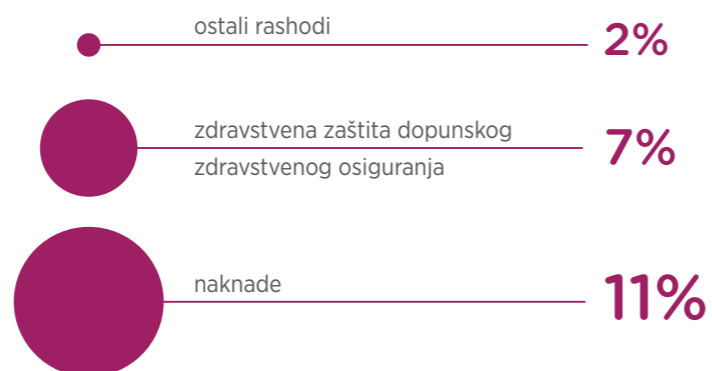 ostali rashodi 2%
zdravstvena zaštita dopunskog
zdravstvenog osiguranja 7%
naknade 11%